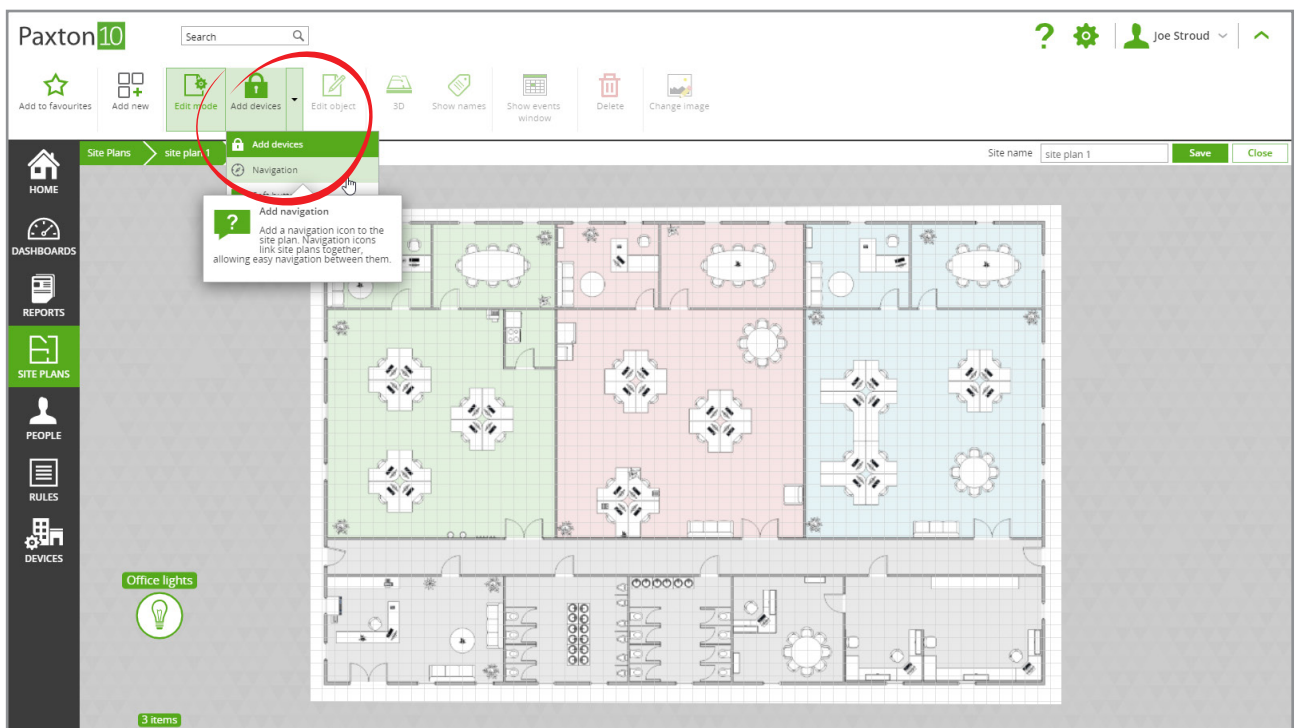 Paxton 10
Search
?
Joe Stroud
Add to favourites
Add new
Edit mode
Add devices
Edit object
3D
Show names
Show events
window
Delete
Change image
Site Plans
site plan 1
Site name
site plan 1
Save
Close
Add devices
Navigation
?
Add navigation
Add a navigation icon to the
site plan. Navigation icons
link site plans together,
allowing easy navigation between them.
HOME
DASHBOARDS
REPORTS
SITE PLANS
PEOPLE
RULES
DEVICES
Office lights
3 items